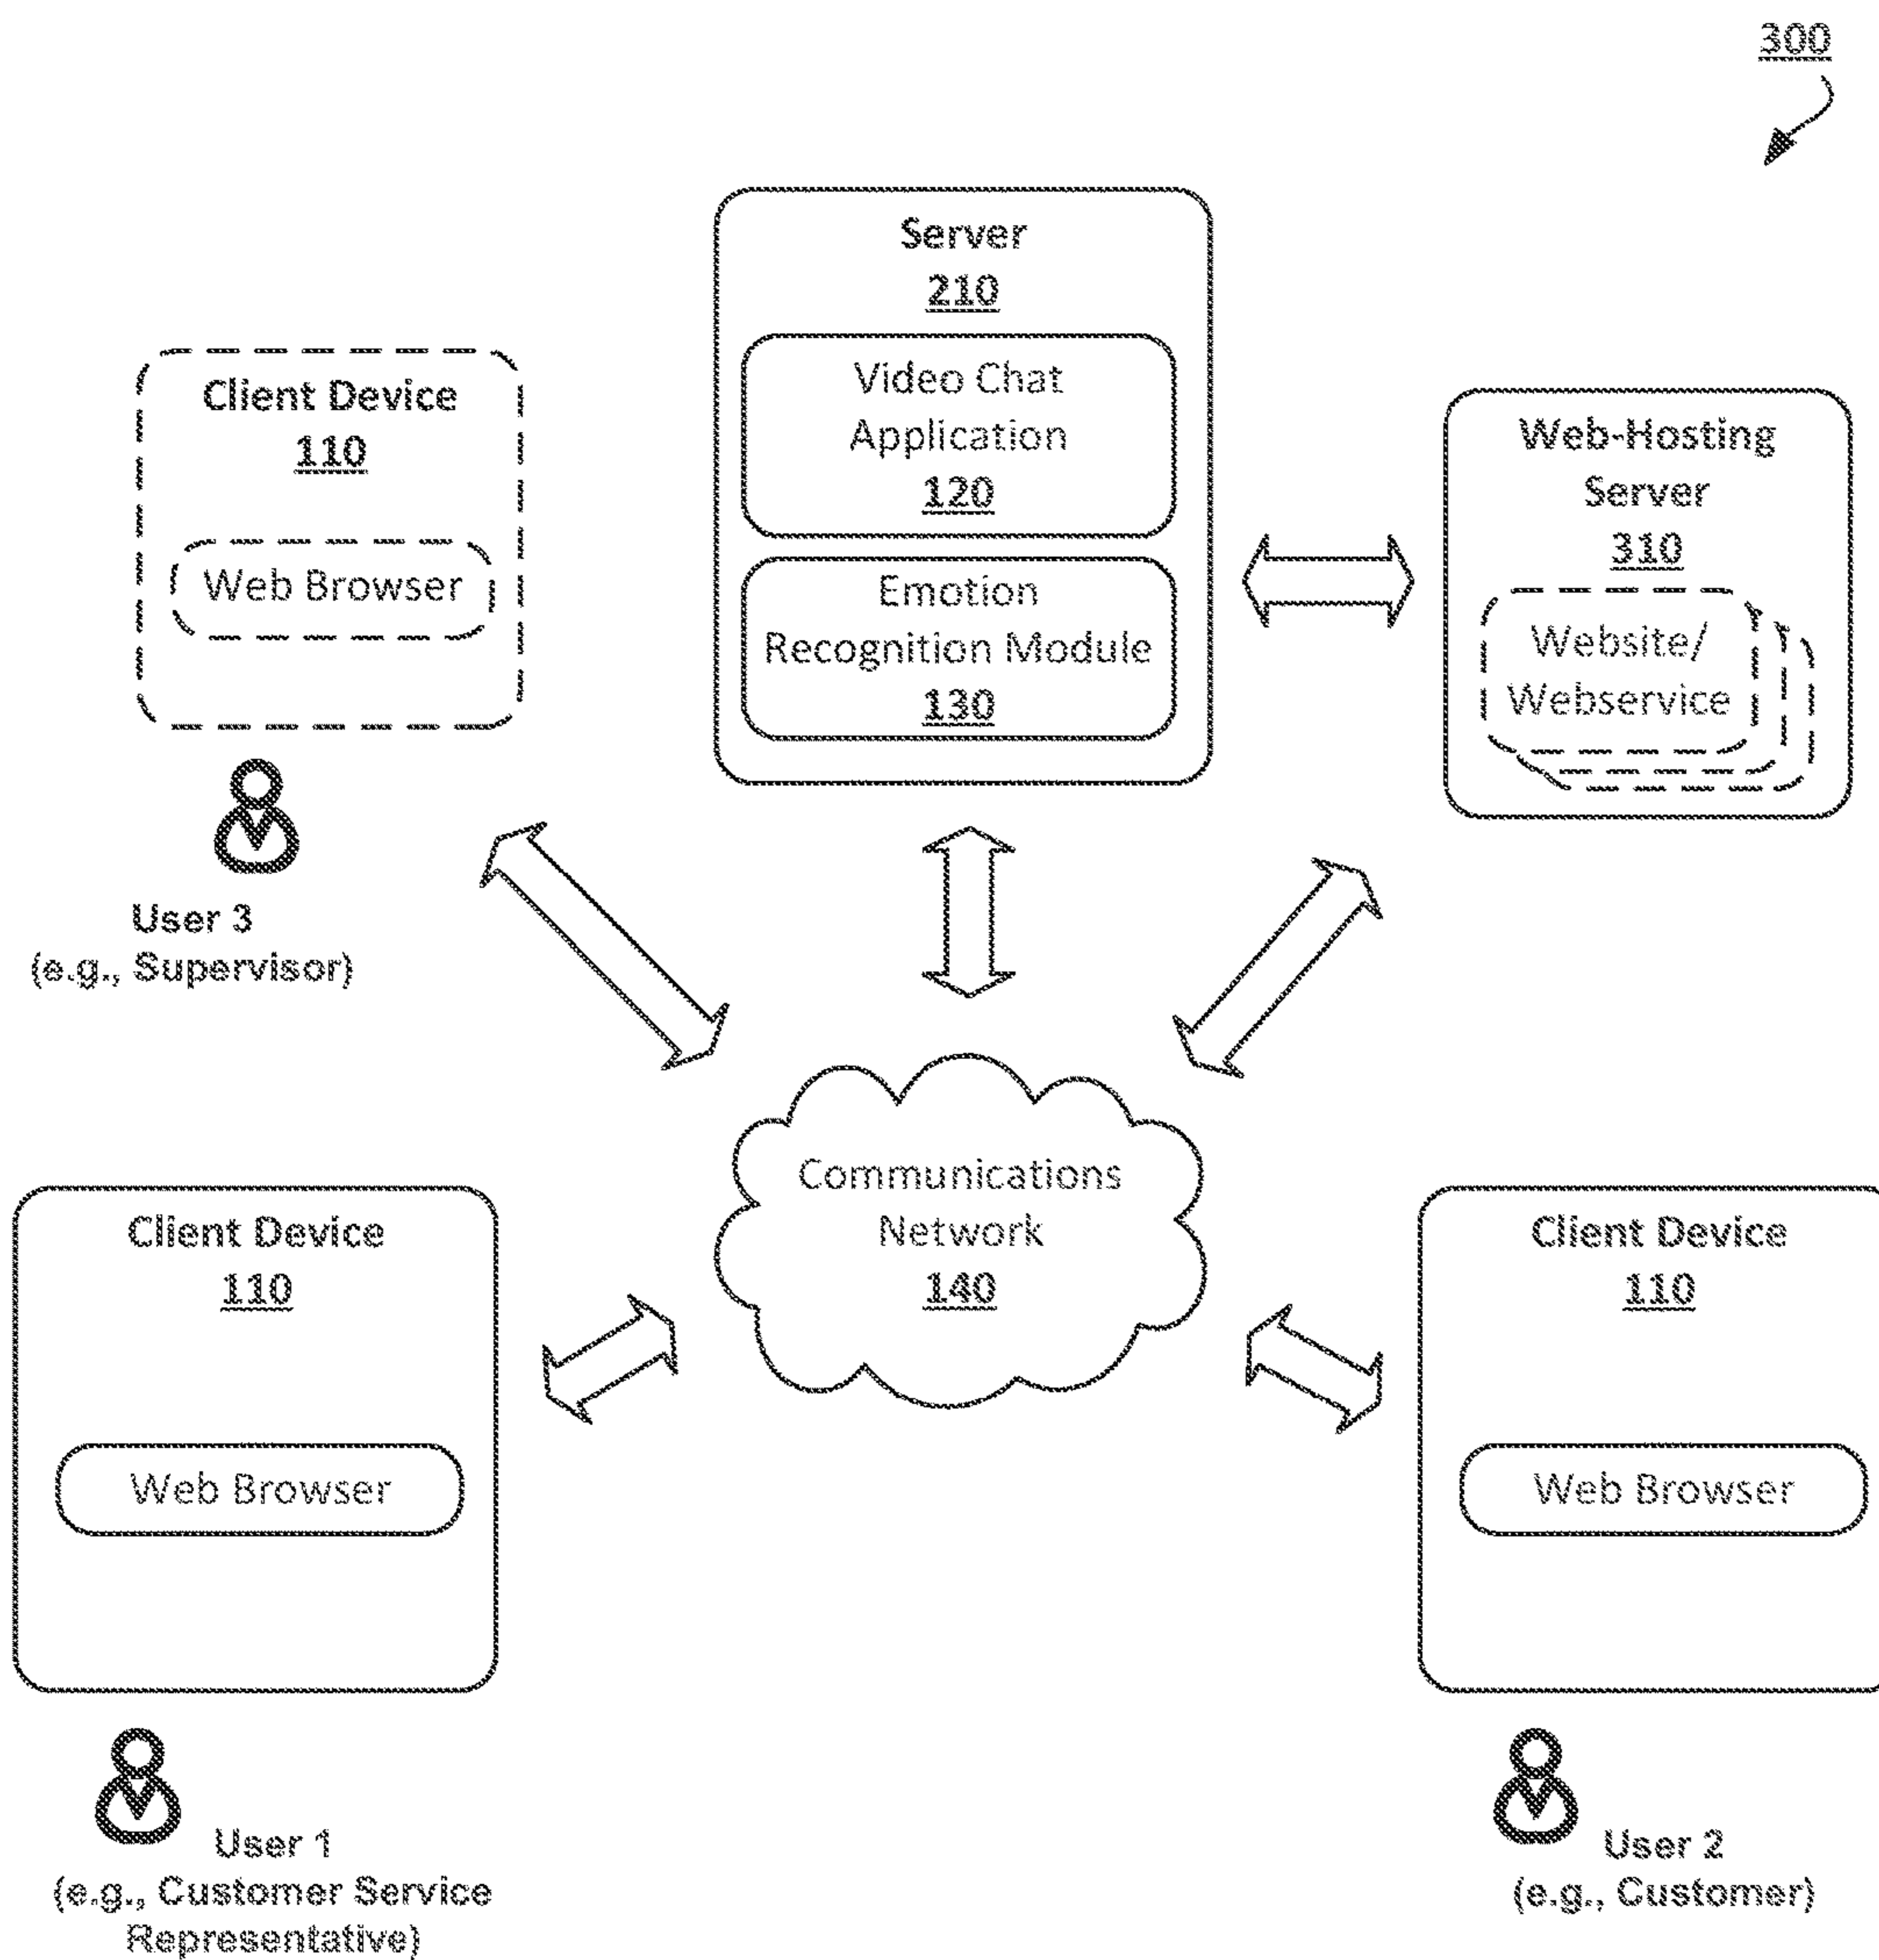 300
Server
210
Video Chat
Application
120
Emotion
Recognition Module
130
Client Device
110
Web Browser
User 3
(e.g., Supervisor)
Web-Hosting
Server
310
Website/
Webservice
Communications
Network
140
Client Device
110
Web Browser
User 1
(e.g., Customer Service
Representative)
Client Device
110
Web Browser
User 2
(e.g., Customer)